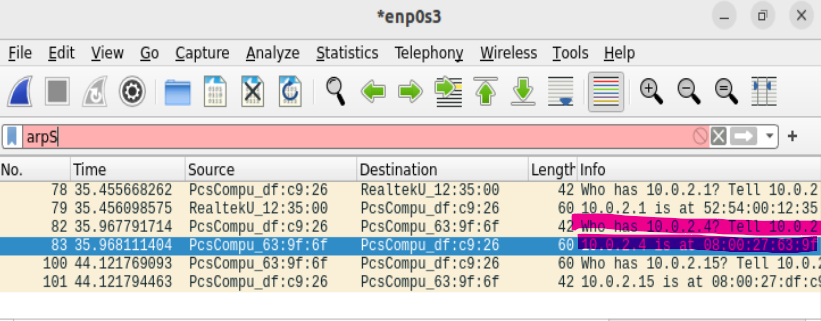 *enp0s3
File Edit View Go Capture Analyze Statistics Telephony Wireless Tools Help
arpS
No. Time Source Destination Length Info
78 35.455668262 PcsCompu_df:c9:26 RealtekU_12:35:00 42 Who has 10.0.2.1? Tell 10.0.2
79 35.456098575 RealtekU_12:35:00 PcsCompu_df:c9:26 60 10.0.2.1 is at 52:54:00:12:35
82 35.967791714 PcsCompu_df:c9:26 PcsCompu_63:9f:6f 42 Who has 10.0.2.4? Tell 10.0.2
83 35.968111404 PcsCompu_63:9f:6f PcsCompu_df:c9:26 60 10.0.2.4 is at 08:00:27:63:9f
100 44.121769093 PcsCompu_63:9f:6f PcsCompu_df:c9:26 60 Who has 10.0.2.15? Tell 10.0.
101 44.121794463 PcsCompu_df:c9:26 PcsCompu_63:9f:6f 42 10.0.2.15 is at 08:00:27:df:c9